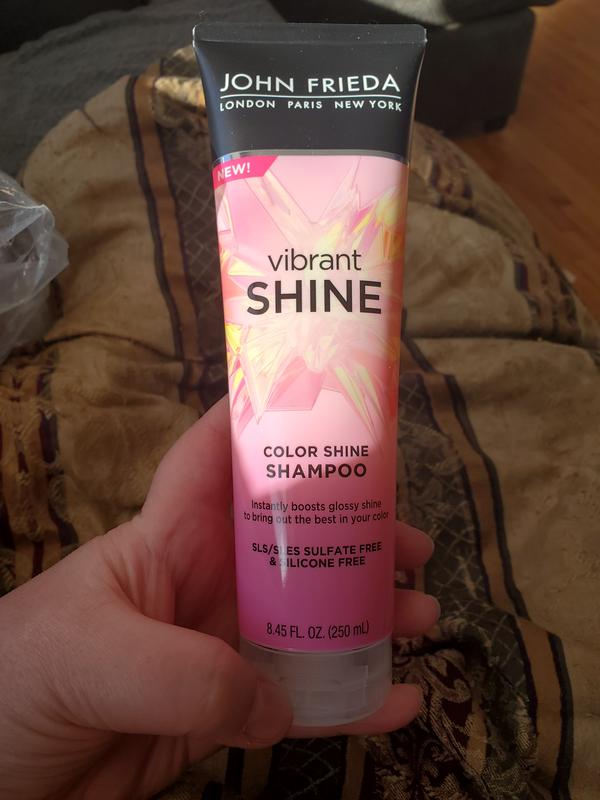 JOHN FRIEDA
LONDON PARIS NEW YORK
NEW!
vibrant
SHINE
COLOR SHINE
SHAMPOO
Instantly boosts glossy shine
to bring out the best in your color
SLS/SLES SULFATE FREE
& SILICONE FREE
8.45 FL. OZ. (250 mL)